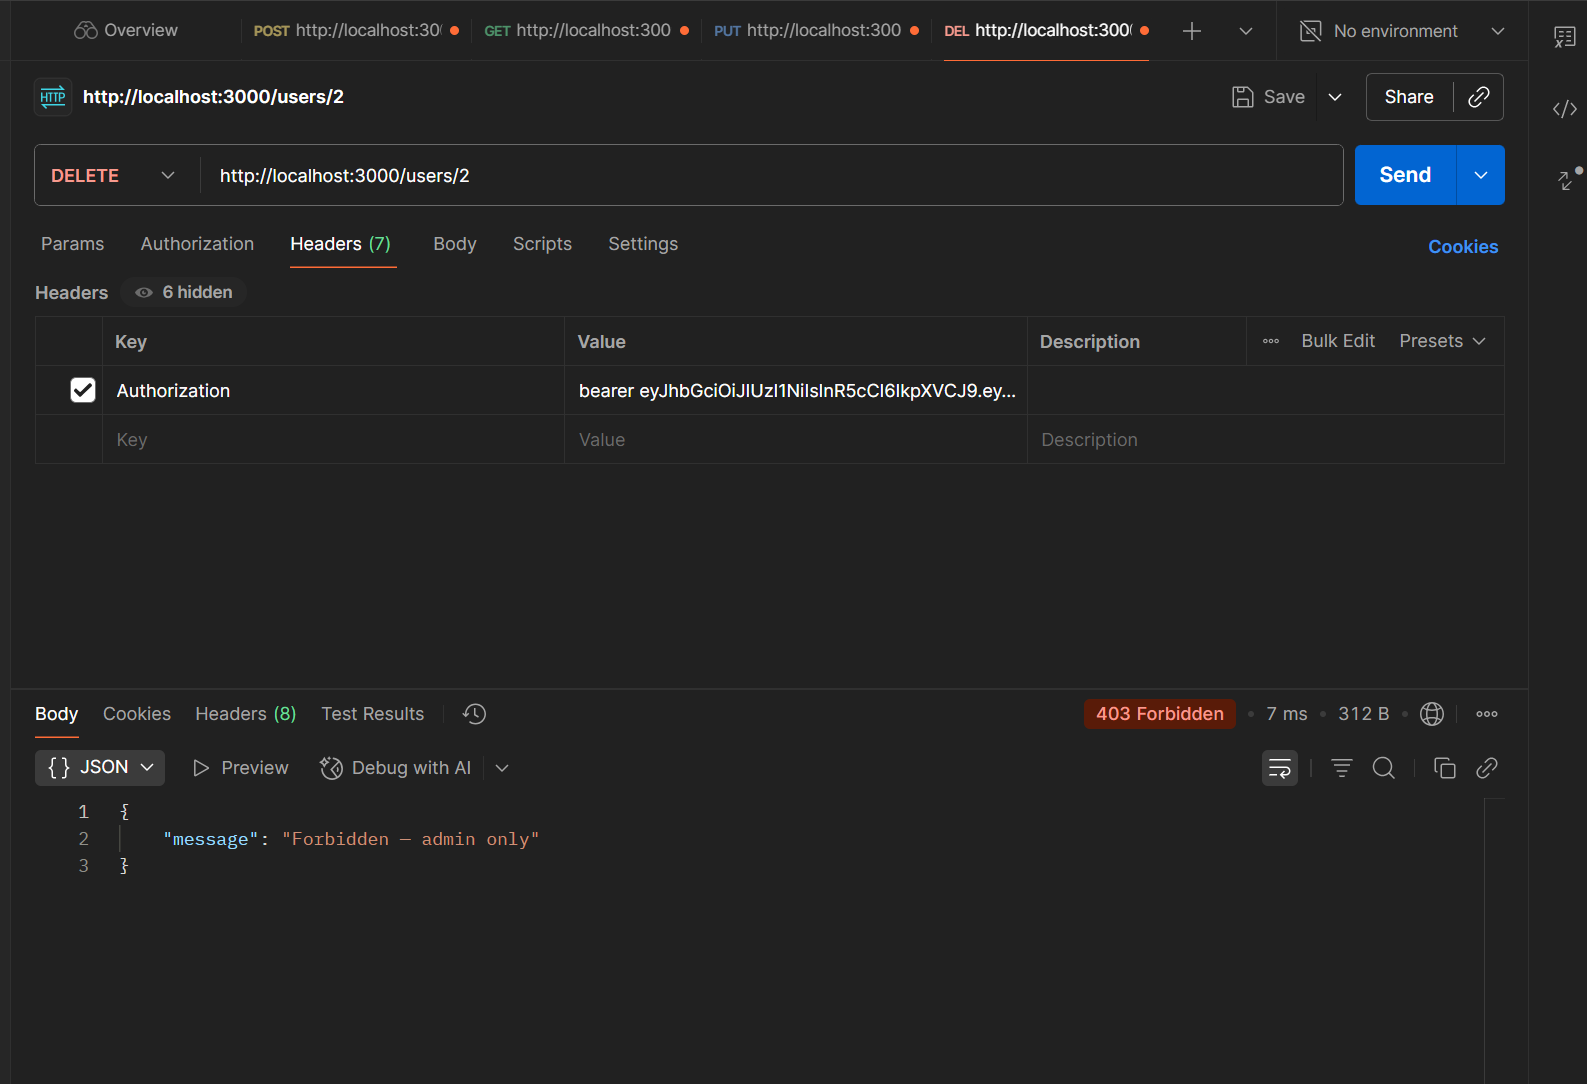 Overview
POST http://localhost:30
GET http://localhost:300
PUT http://localhost:300
DEL http://localhost:300
No environment
HTTP http://localhost:3000/users/2
Save
Share
DELETE http://localhost:3000/users/2
Send
Params Authorization Headers (7) Body Scripts Settings
Cookies
Headers 6 hidden
Key Value Description Bulk Edit Presets
Authorization bearer eyJhbGciOiJIUzI1NiIsInR5cCI6IkpXVCJ9.ey...
Key Value Description
Body Cookies Headers (8) Test Results
403 Forbidden • 7 ms • 312 B •
{} JSON Preview Debug with AI
1 {
2 "message": "Forbidden — admin only"
3 }